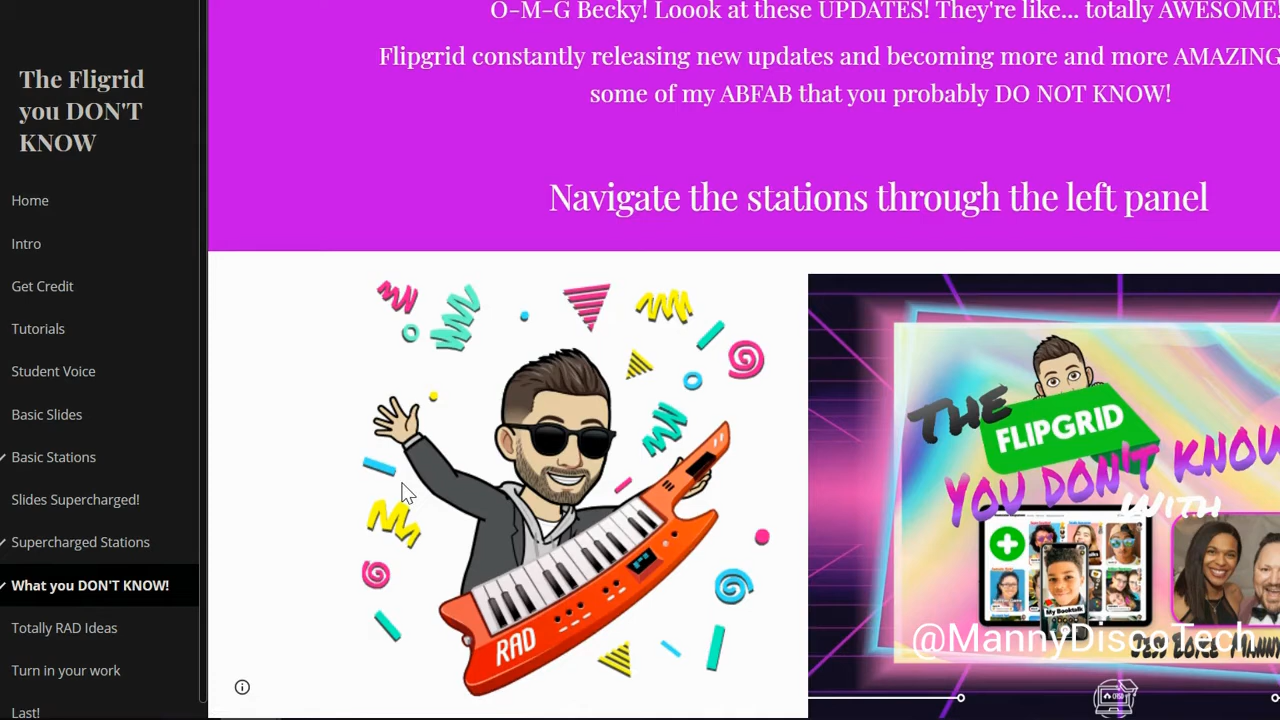 The Fligrid
you DON'T
KNOW
Home
Intro
Get Credit
Tutorials
Student Voice
Basic Slides
Basic Stations
Slides Supercharged!
Supercharged Stations
What you DON'T KNOW!
Totally RAD Ideas
Turn in your work
Last!
O-M-G Becky! Loook at these UPDATES! They're like... totally AWESOME!
Flipgrid constantly releasing new updates and becoming more and more AMAZING
some of my ABFAB that you probably DO NOT KNOW!
Navigate the stations through the left panel
RAD
THE
FLIPGRID
YOU DON'T KNOW
WITH
My Booktalk
@MannyDiscoTech